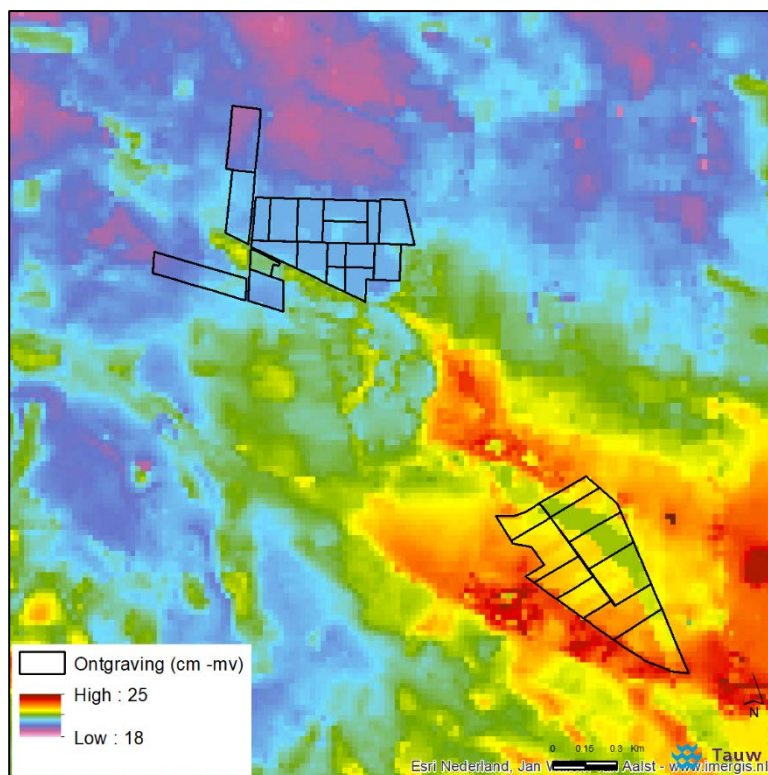 Ontgraving (cm -mv)
High : 25
Low : 18
N
0 0.15 0.3 Km
Tauw
Esri Nederland, Jan Aalst - www.imergis.nl